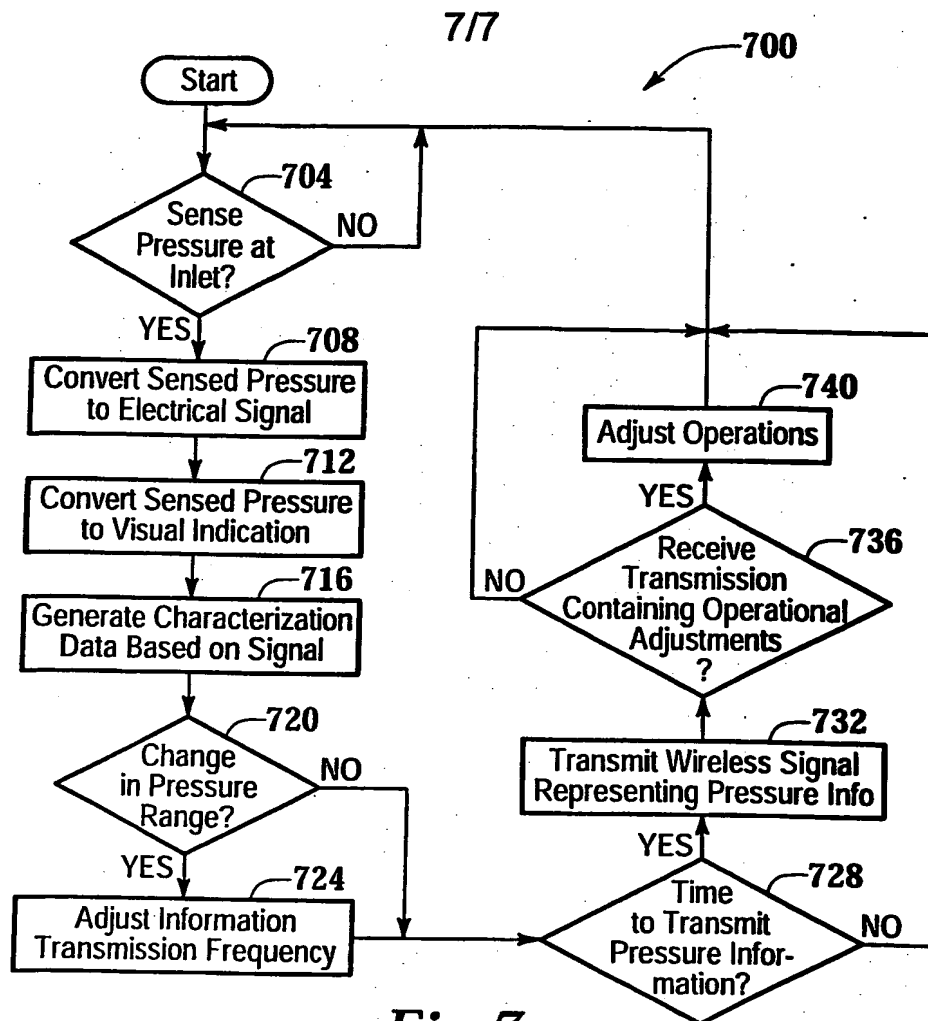 7/7
700
Start
704
Sense
Pressure at
Inlet?
NO
YES
708
Convert Sensed Pressure
to Electrical Signal
712
Convert Sensed Pressure
to Visual Indication
716
Generate Characterization
Data Based on Signal
720
Change
in Pressure
Range?
NO
YES
724
Adjust Information
Transmission Frequency
728
Time
to Transmit
Pressure Infor-
mation?
NO
YES
732
Transmit Wireless Signal
Representing Pressure Info
736
Receive
Transmission
Containing Operational
Adjustments
?
NO
YES
740
Adjust Operations
Fig. 7